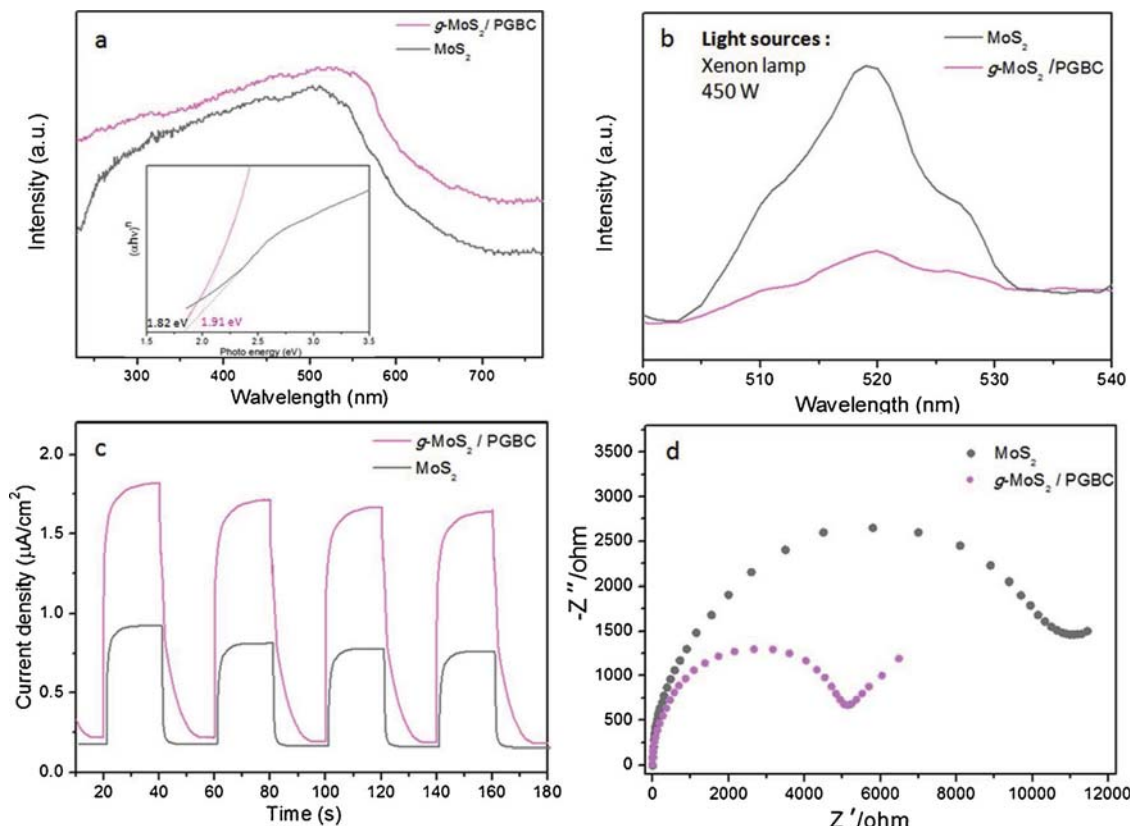 a
g-MoS₂/ PGBC
MoS₂
Intensity (a.u.)
(αhν)ⁿ
1.82 eV
1.91 eV
1.5 2.0 2.5 3.0 3.5
Photo energy (eV)
300 400 500 600 700
Walvelength (nm)
b
Light sources :
Xenon lamp
450 W
MoS₂
g-MoS₂ /PGBC
Intensity (a.u.)
500 510 520 530 540
Wavelength (nm)
c
g-MoS₂ / PGBC
MoS₂
Current density (μA/cm²)
2.0
1.5
1.0
0.5
0.0
20 40 60 80 100 120 140 160 180
Time (s)
d
MoS₂
g-MoS₂ / PGBC
-Z″/ohm
3500
3000
2500
2000
1500
1000
500
0
0 2000 4000 6000 8000 10000 12000
Z′/ohm